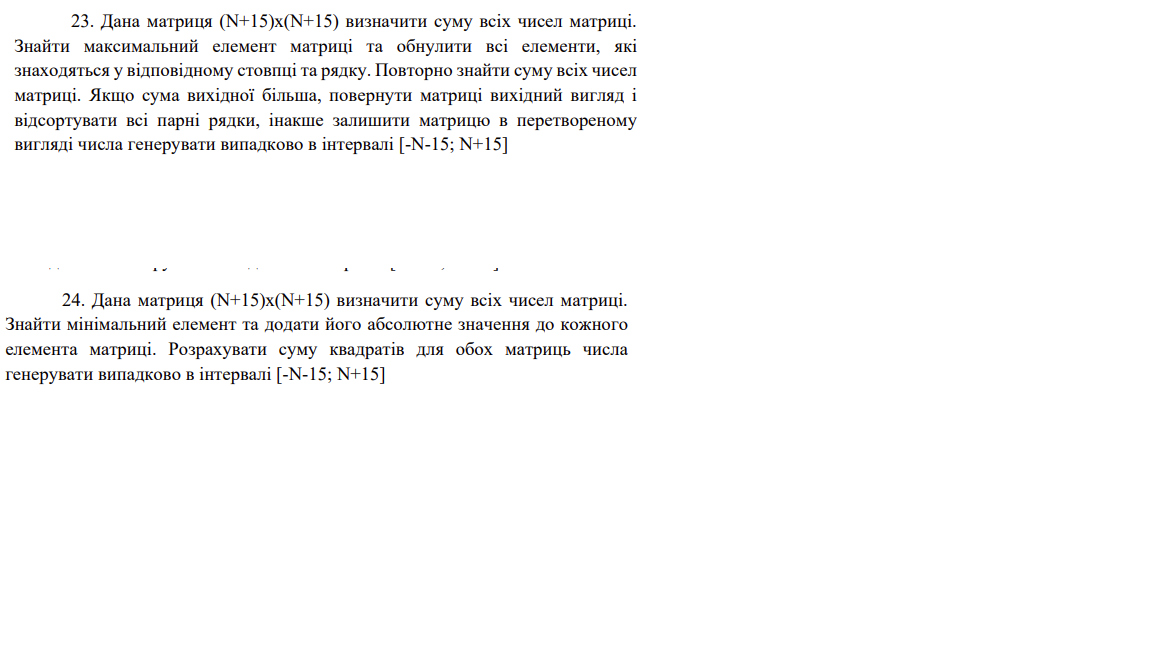 23. Дана матриця (N+15)x(N+15) визначити суму всіх чисел матриці.
Знайти максимальний елемент матриці та обнулити всі елементи, які
знаходяться у відповідному стовпці та рядку. Повторно знайти суму всіх чисел
матриці. Якщо сума вихідної більша, повернути матриці вихідний вигляд і
відсортувати всі парні рядки, інакше залишити матрицю в перетвореному
вигляді числа генерувати випадково в інтервалі [-N-15; N+15]
24. Дана матриця (N+15)x(N+15) визначити суму всіх чисел матриці.
Знайти мінімальний елемент та додати його абсолютне значення до кожного
елемента матриці. Розрахувати суму квадратів для обох матриць числа
генерувати випадково в інтервалі [-N-15; N+15]